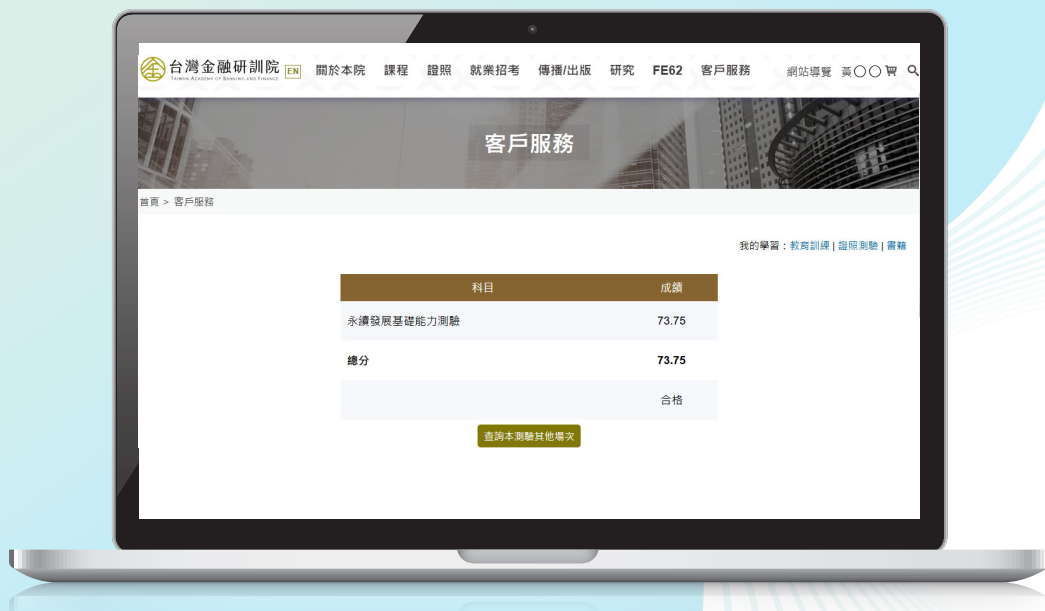 台灣金融研訓院 EN 關於本院 課程 證照 就業招考 傳播/出版 研究 FE62 客戶服務 網站導覽 黃〇〇
TAIWAN ACADEMY OF BANKING AND FINANCE
客戶服務
首頁 > 客戶服務
我的學習：教育訓練 | 證照測驗 | 書籍
科目 成績
永續發展基礎能力測驗 73.75
總分 73.75
合格
查詢本測驗其他場次